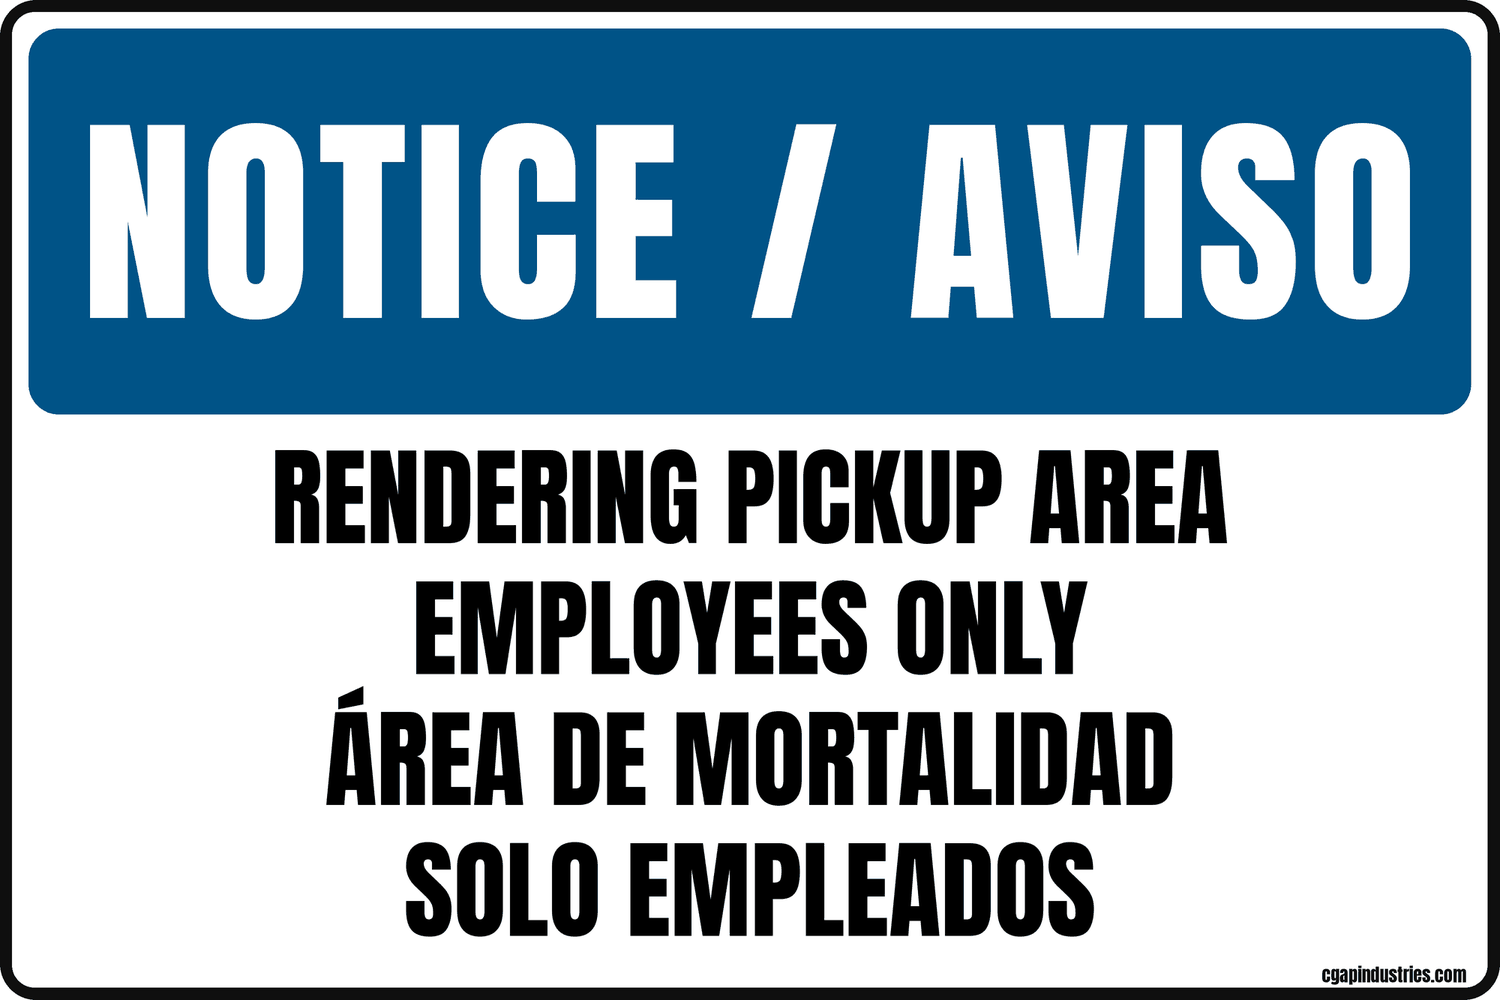 NOTICE / AVISO
RENDERING PICKUP AREA
EMPLOYEES ONLY
ÁREA DE MORTALIDAD
SOLO EMPLEADOS
cgapindustries.com